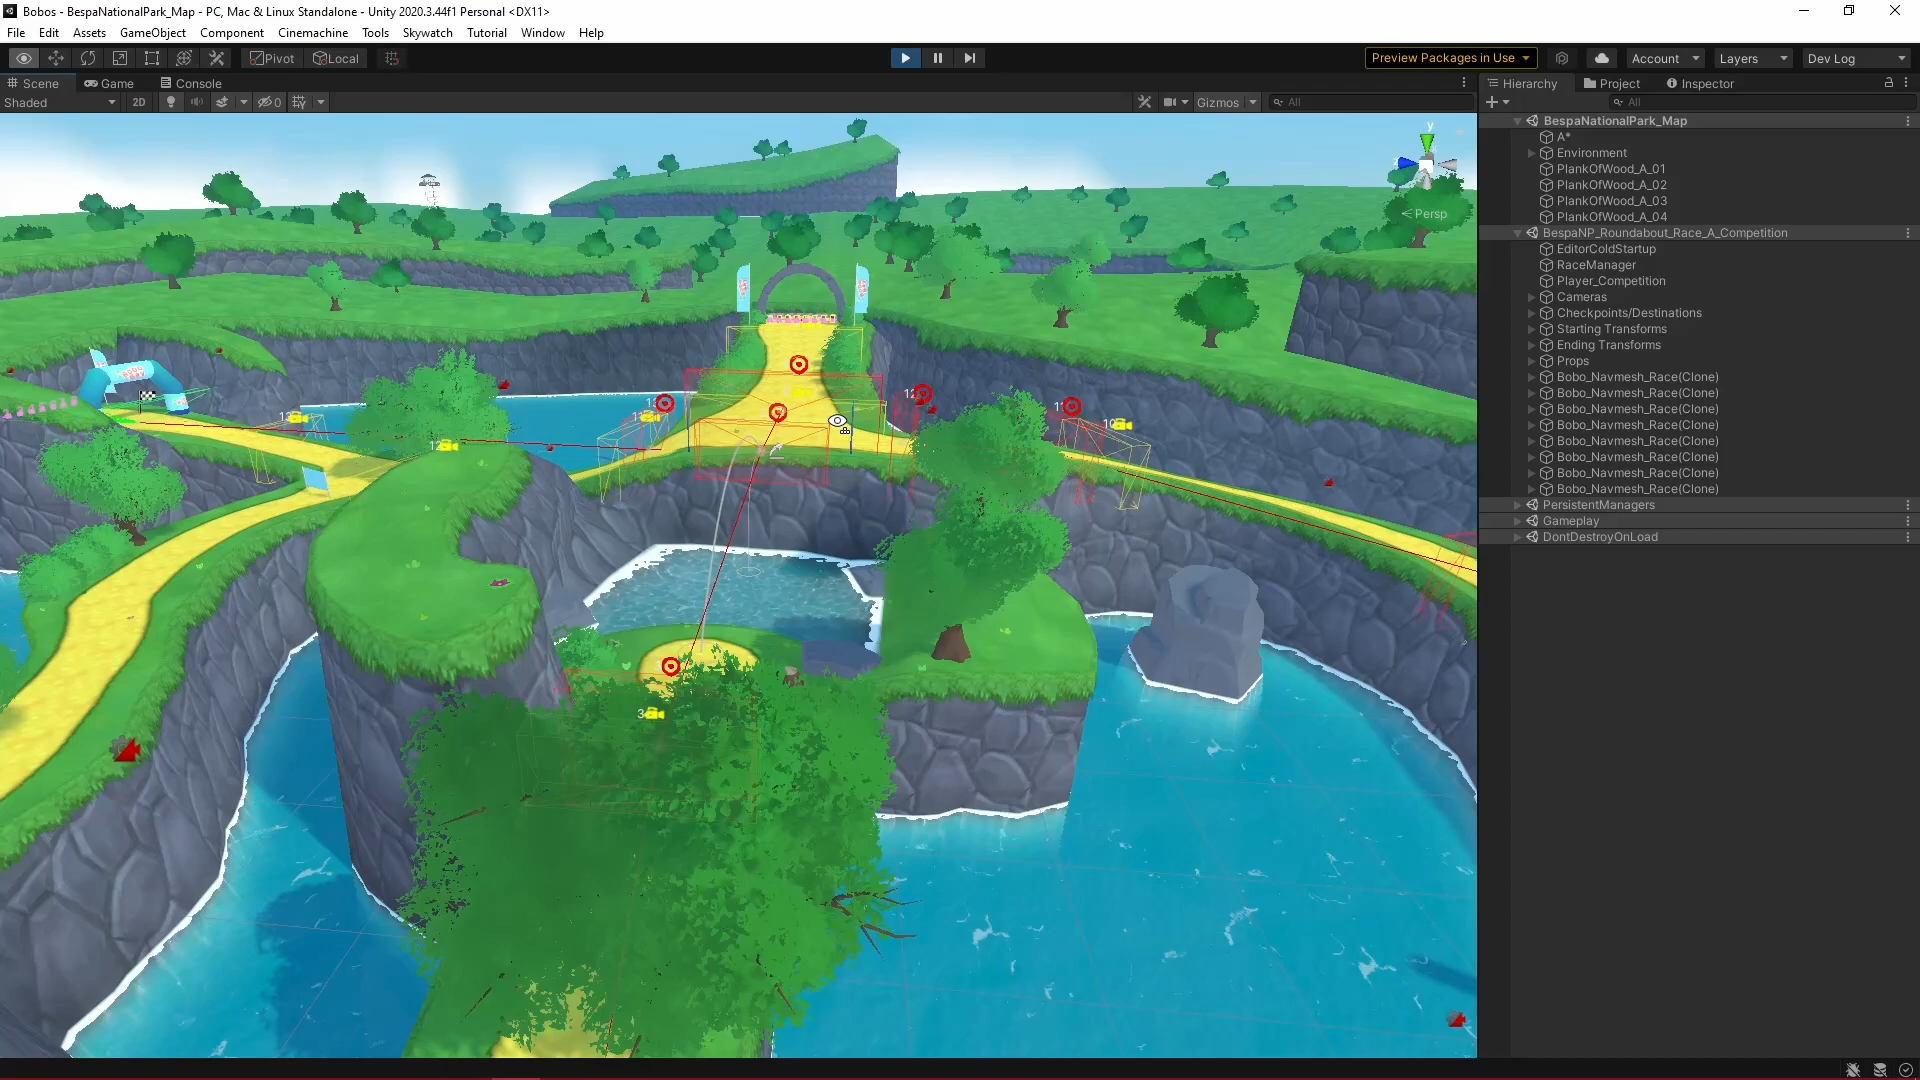 Bobos - BespaNationalPark_Map - PC, Mac & Linux Standalone - Unity 2020.3.44f1 Personal <DX11>
File Edit Assets GameObject Component Cinemachine Tools Skywatch Tutorial Window Help
Pivot Local Preview Packages in Use Account Layers Dev Log
Scene Game Console Hierarchy Project Inspector
Shaded 2D 0 Gizmos All All
BespaNationalPark_Map
A*
Environment
PlankOfWood_A_01
PlankOfWood_A_02
PlankOfWood_A_03
PlankOfWood_A_04
BespaNP_Roundabout_Race_A_Competition
EditorColdStartup
RaceManager
Player_Competition
Cameras
Checkpoints/Destinations
Starting Transforms
Ending Transforms
Props
Bobo_Navmesh_Race(Clone)
Bobo_Navmesh_Race(Clone)
Bobo_Navmesh_Race(Clone)
Bobo_Navmesh_Race(Clone)
Bobo_Navmesh_Race(Clone)
Bobo_Navmesh_Race(Clone)
Bobo_Navmesh_Race(Clone)
Bobo_Navmesh_Race(Clone)
PersistentManagers
Gameplay
DontDestroyOnLoad
y
Persp
12
3